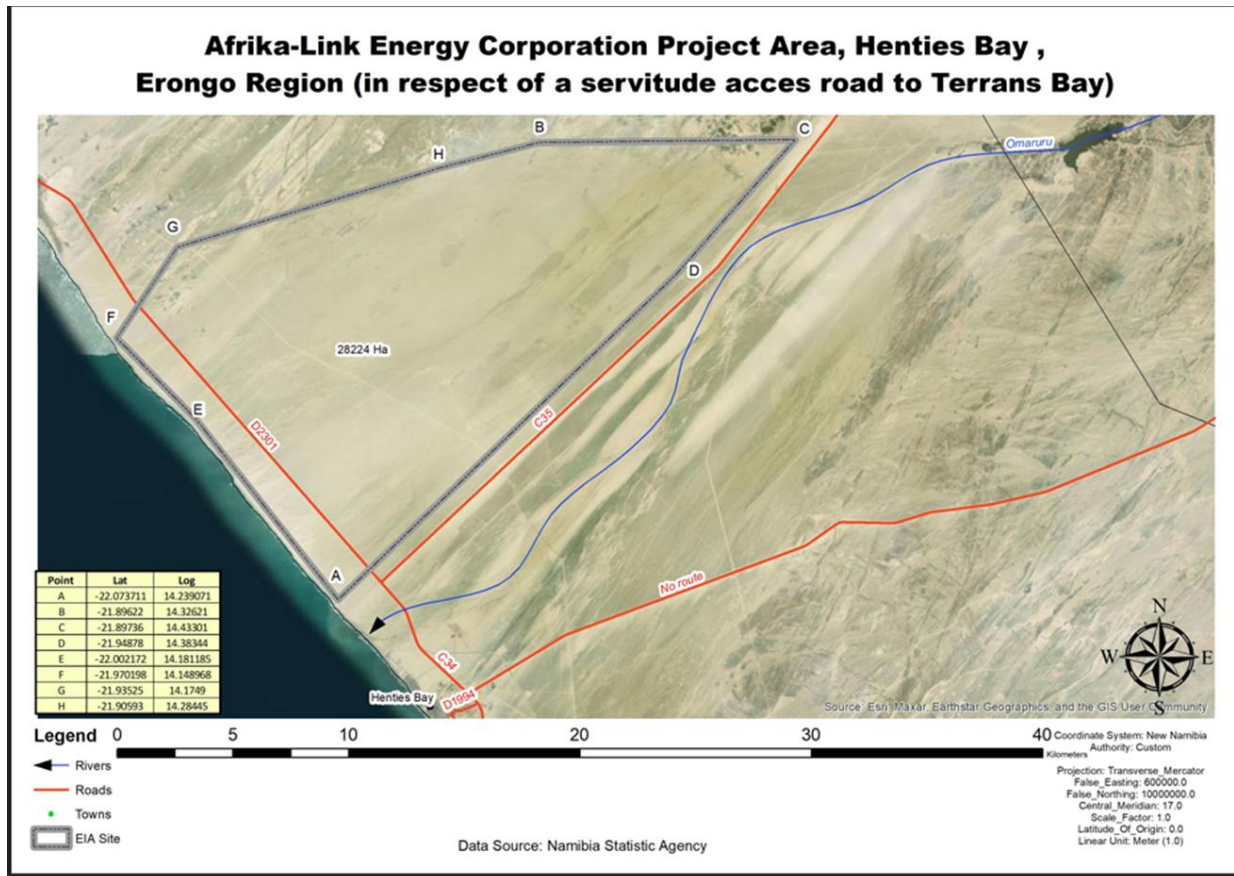 Afrika-Link Energy Corporation Project Area, Henties Bay ,
Erongo Region (in respect of a servitude acces road to Terrans Bay)
B
C
H
Omaruru
G
D
F
28224 Ha
E
D2301
C35
A
No route
N
W E
S
C34
Henties Bay
D1994
Point Lat Log
A -22.073711 14.239071
B -21.89622 14.32621
C -21.89736 14.43301
D -21.94878 14.38344
E -22.002172 14.181185
F -21.970198 14.148968
G -21.93525 14.1749
H -21.90593 14.28445
Source: Esri, Maxar, Earthstar Geographics, and the GIS User Community
Legend
0 5 10 20 30 40
Kilometers
Rivers
Roads
Towns
EIA Site
Data Source: Namibia Statistic Agency
Coordinate System: New Namibia
Authority: Custom
Projection: Transverse_Mercator
False_Easting: 600000.0
False_Northing: 10000000.0
Central_Meridian: 17.0
Scale_Factor: 1.0
Latitude_Of_Origin: 0.0
Linear Unit: Meter (1.0)